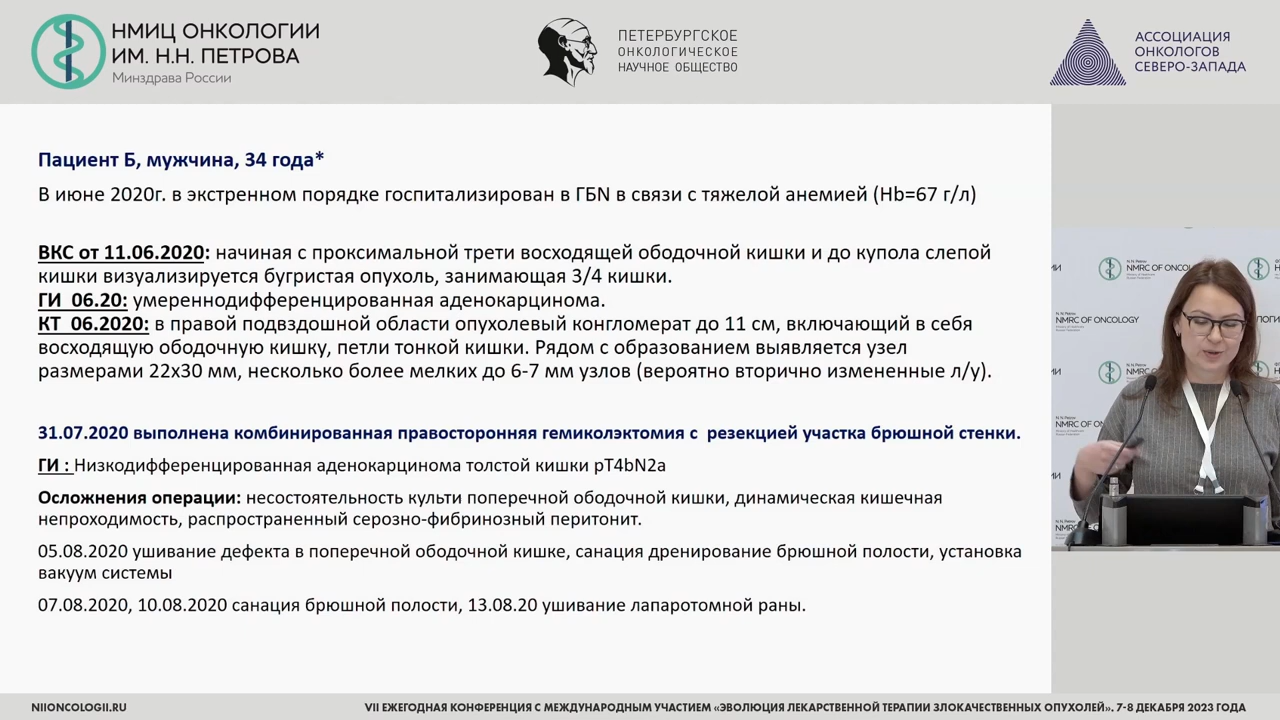 НМИЦ ОНКОЛОГИИ
ИМ. Н.Н. ПЕТРОВА
Минздрава России
ПЕТЕРБУРГСКОЕ
ОНКОЛОГИЧЕСКОЕ
НАУЧНОЕ ОБЩЕСТВО
АССОЦИАЦИЯ
ОНКОЛОГОВ
СЕВЕРО-ЗАПАДА
Пациент Б, мужчина, 34 года*
В июне 2020г. в экстренном порядке госпитализирован в ГБN в связи с тяжелой анемией (Hb=67 г/л)
ВКС от 11.06.2020: начиная с проксимальной трети восходящей ободочной кишки и до купола слепой
кишки визуализируется бугристая опухоль, занимающая 3/4 кишки.
ГИ 06.20: умереннодифференцированная аденокарцинома.
КТ 06.2020: в правой подвздошной области опухолевый конгломерат до 11 см, включающий в себя
восходящую ободочную кишку, петли тонкой кишки. Рядом с образованием выявляется узел
размерами 22х30 мм, несколько более мелких до 6-7 мм узлов (вероятно вторично измененные л/у).
31.07.2020 выполнена комбинированная правосторонняя гемиколэктомия с резекцией участка брюшной стенки.
ГИ : Низкодифференцированная аденокарцинома толстой кишки pT4bN2a
Осложнения операции: несостоятельность культи поперечной ободочной кишки, динамическая кишечная
непроходимость, распространенный серозно-фибринозный перитонит.
05.08.2020 ушивание дефекта в поперечной ободочной кишке, санация дренирование брюшной полости, установка
вакуум системы
07.08.2020, 10.08.2020 санация брюшной полости, 13.08.20 ушивание лапаротомной раны.
NMRC OF ONCOLOGY
NIIONCOLOGII.RU
VII ЕЖЕГОДНАЯ КОНФЕРЕНЦИЯ С МЕЖДУНАРОДНЫМ УЧАСТИЕМ «ЭВОЛЮЦИЯ ЛЕКАРСТВЕННОЙ ТЕРАПИИ ЗЛОКАЧЕСТВЕННЫХ ОПУХОЛЕЙ». 7-8 ДЕКАБРЯ 2023 ГОДА